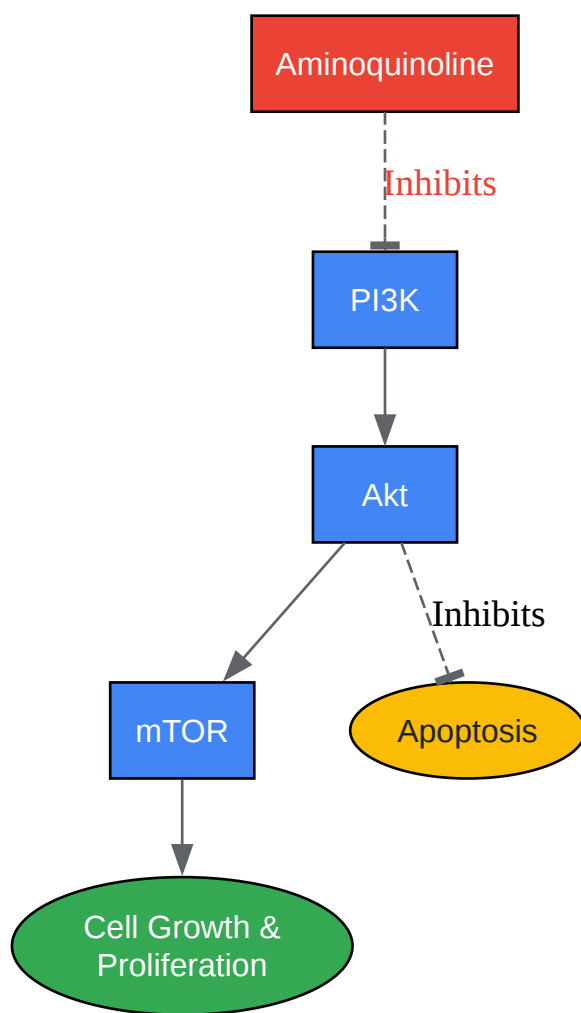 Aminoquinoline
Inhibits
PI3K
Akt
Inhibits
mTOR
Apoptosis
Cell Growth &
Proliferation